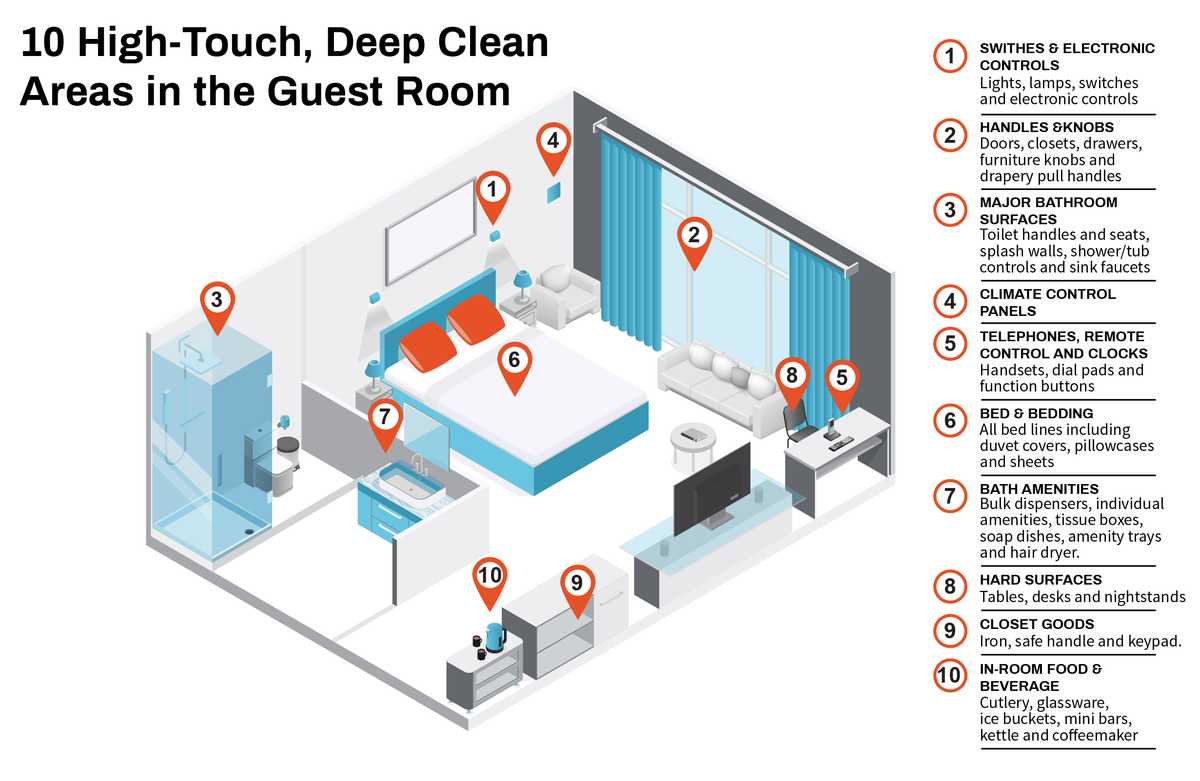 10 High-Touch, Deep Clean
Areas in the Guest Room
1
SWITHES & ELECTRONIC
CONTROLS
Lights, lamps, switches
and electronic controls
2
HANDLES &KNOBS
Doors, closets, drawers,
furniture knobs and
drapery pull handles
3
MAJOR BATHROOM
SURFACES
Toilet handles and seats,
splash walls, shower/tub
controls and sink faucets
4
CLIMATE CONTROL
PANELS
5
TELEPHONES, REMOTE
CONTROL AND CLOCKS
Handsets, dial pads and
function buttons
6
BED & BEDDING
All bed lines including
duvet covers, pillowcases
and sheets
7
BATH AMENITIES
Bulk dispensers, individual
amenities, tissue boxes,
soap dishes, amenity trays
and hair dryer.
8
HARD SURFACES
Tables, desks and nightstands
9
CLOSET GOODS
Iron, safe handle and keypad.
10
IN-ROOM FOOD &
BEVERAGE
Cutlery, glassware,
ice buckets, mini bars,
kettle and coffeemaker
4
1
2
3
6
8
5
7
10
9